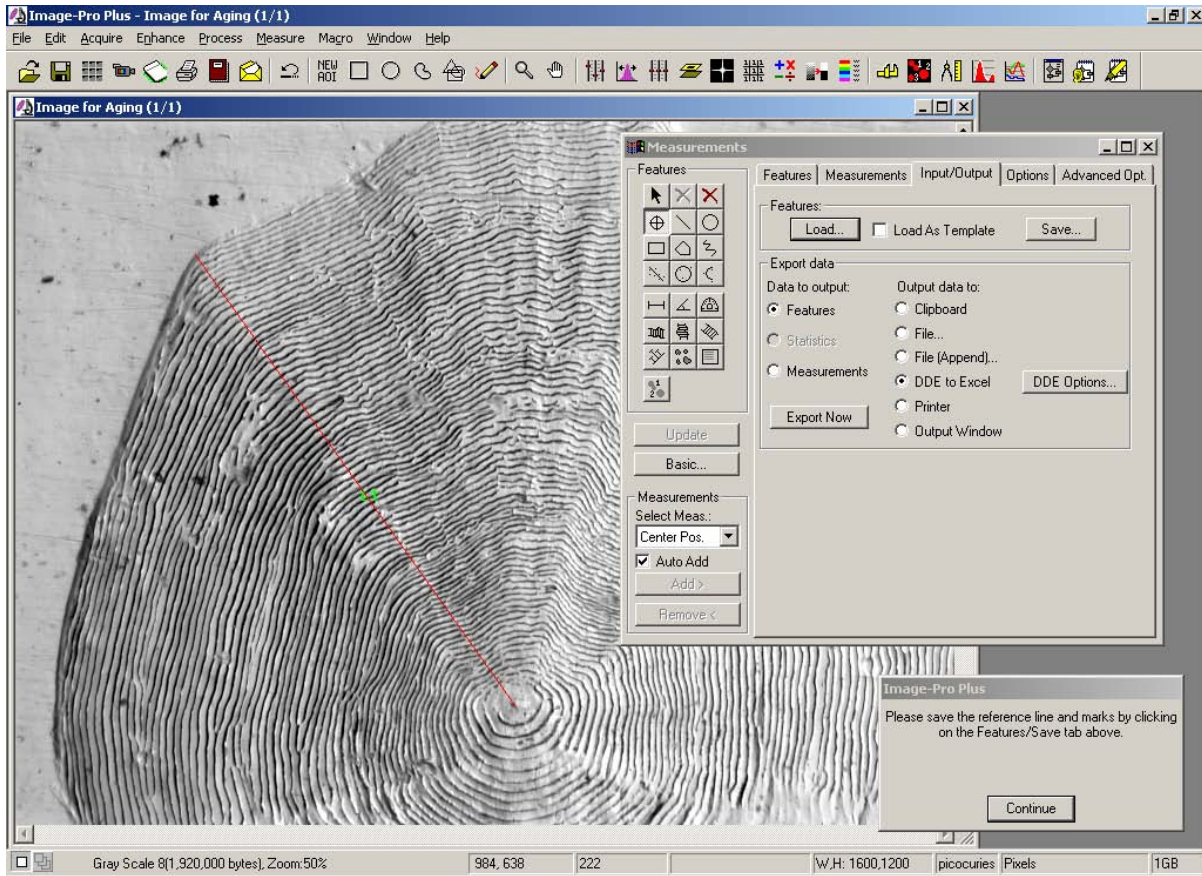 Image-Pro Plus - Image for Aging (1/1)
File Edit Acquire Enhance Process Measure Macro Window Help
NEW
AOI
Image for Aging (1/1)
Measurements
Features
Features Measurements Input/Output Options Advanced Opt.
Features:
Load... Load As Template Save...
Export data
Data to output: Output data to:
Features Clipboard
Statistics File...
File (Append)...
Measurements DDE to Excel DDE Options...
Printer
Export Now Output Window
Update
Basic...
Measurements
Select Meas.:
Center Pos.
Auto Add
Add >
Remove <
Image-Pro Plus
Please save the reference line and marks by clicking
on the Features/Save tab above.
Continue
Gray Scale 8(1,920,000 bytes), Zoom:50% 984, 638 222 W,H: 1600,1200 picocuries Pixels 1GB